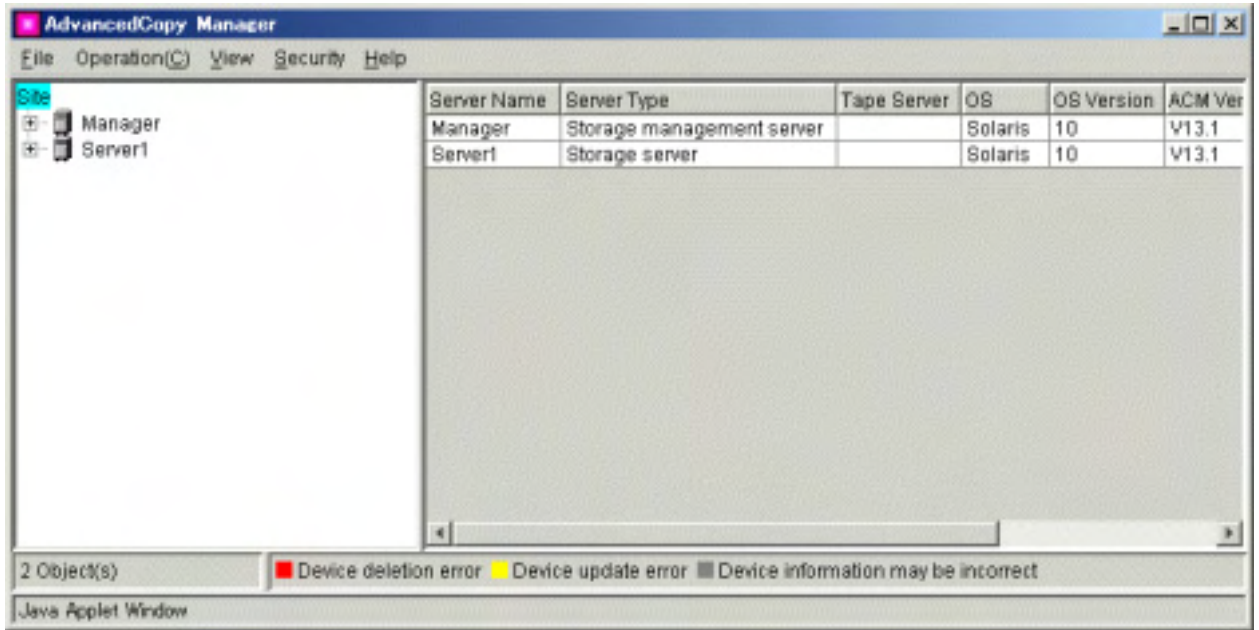 AdvancedCopy Manager
File Operation(C) View Security Help
Site
Manager
Server1
Server Name Server Type Tape Server OS OS Version ACM Ver
Manager Storage management server Solaris 10 V13.1
Server1 Storage server Solaris 10 V13.1
2 Object(s) Device deletion error Device update error Device information may be incorrect
Java Applet Window